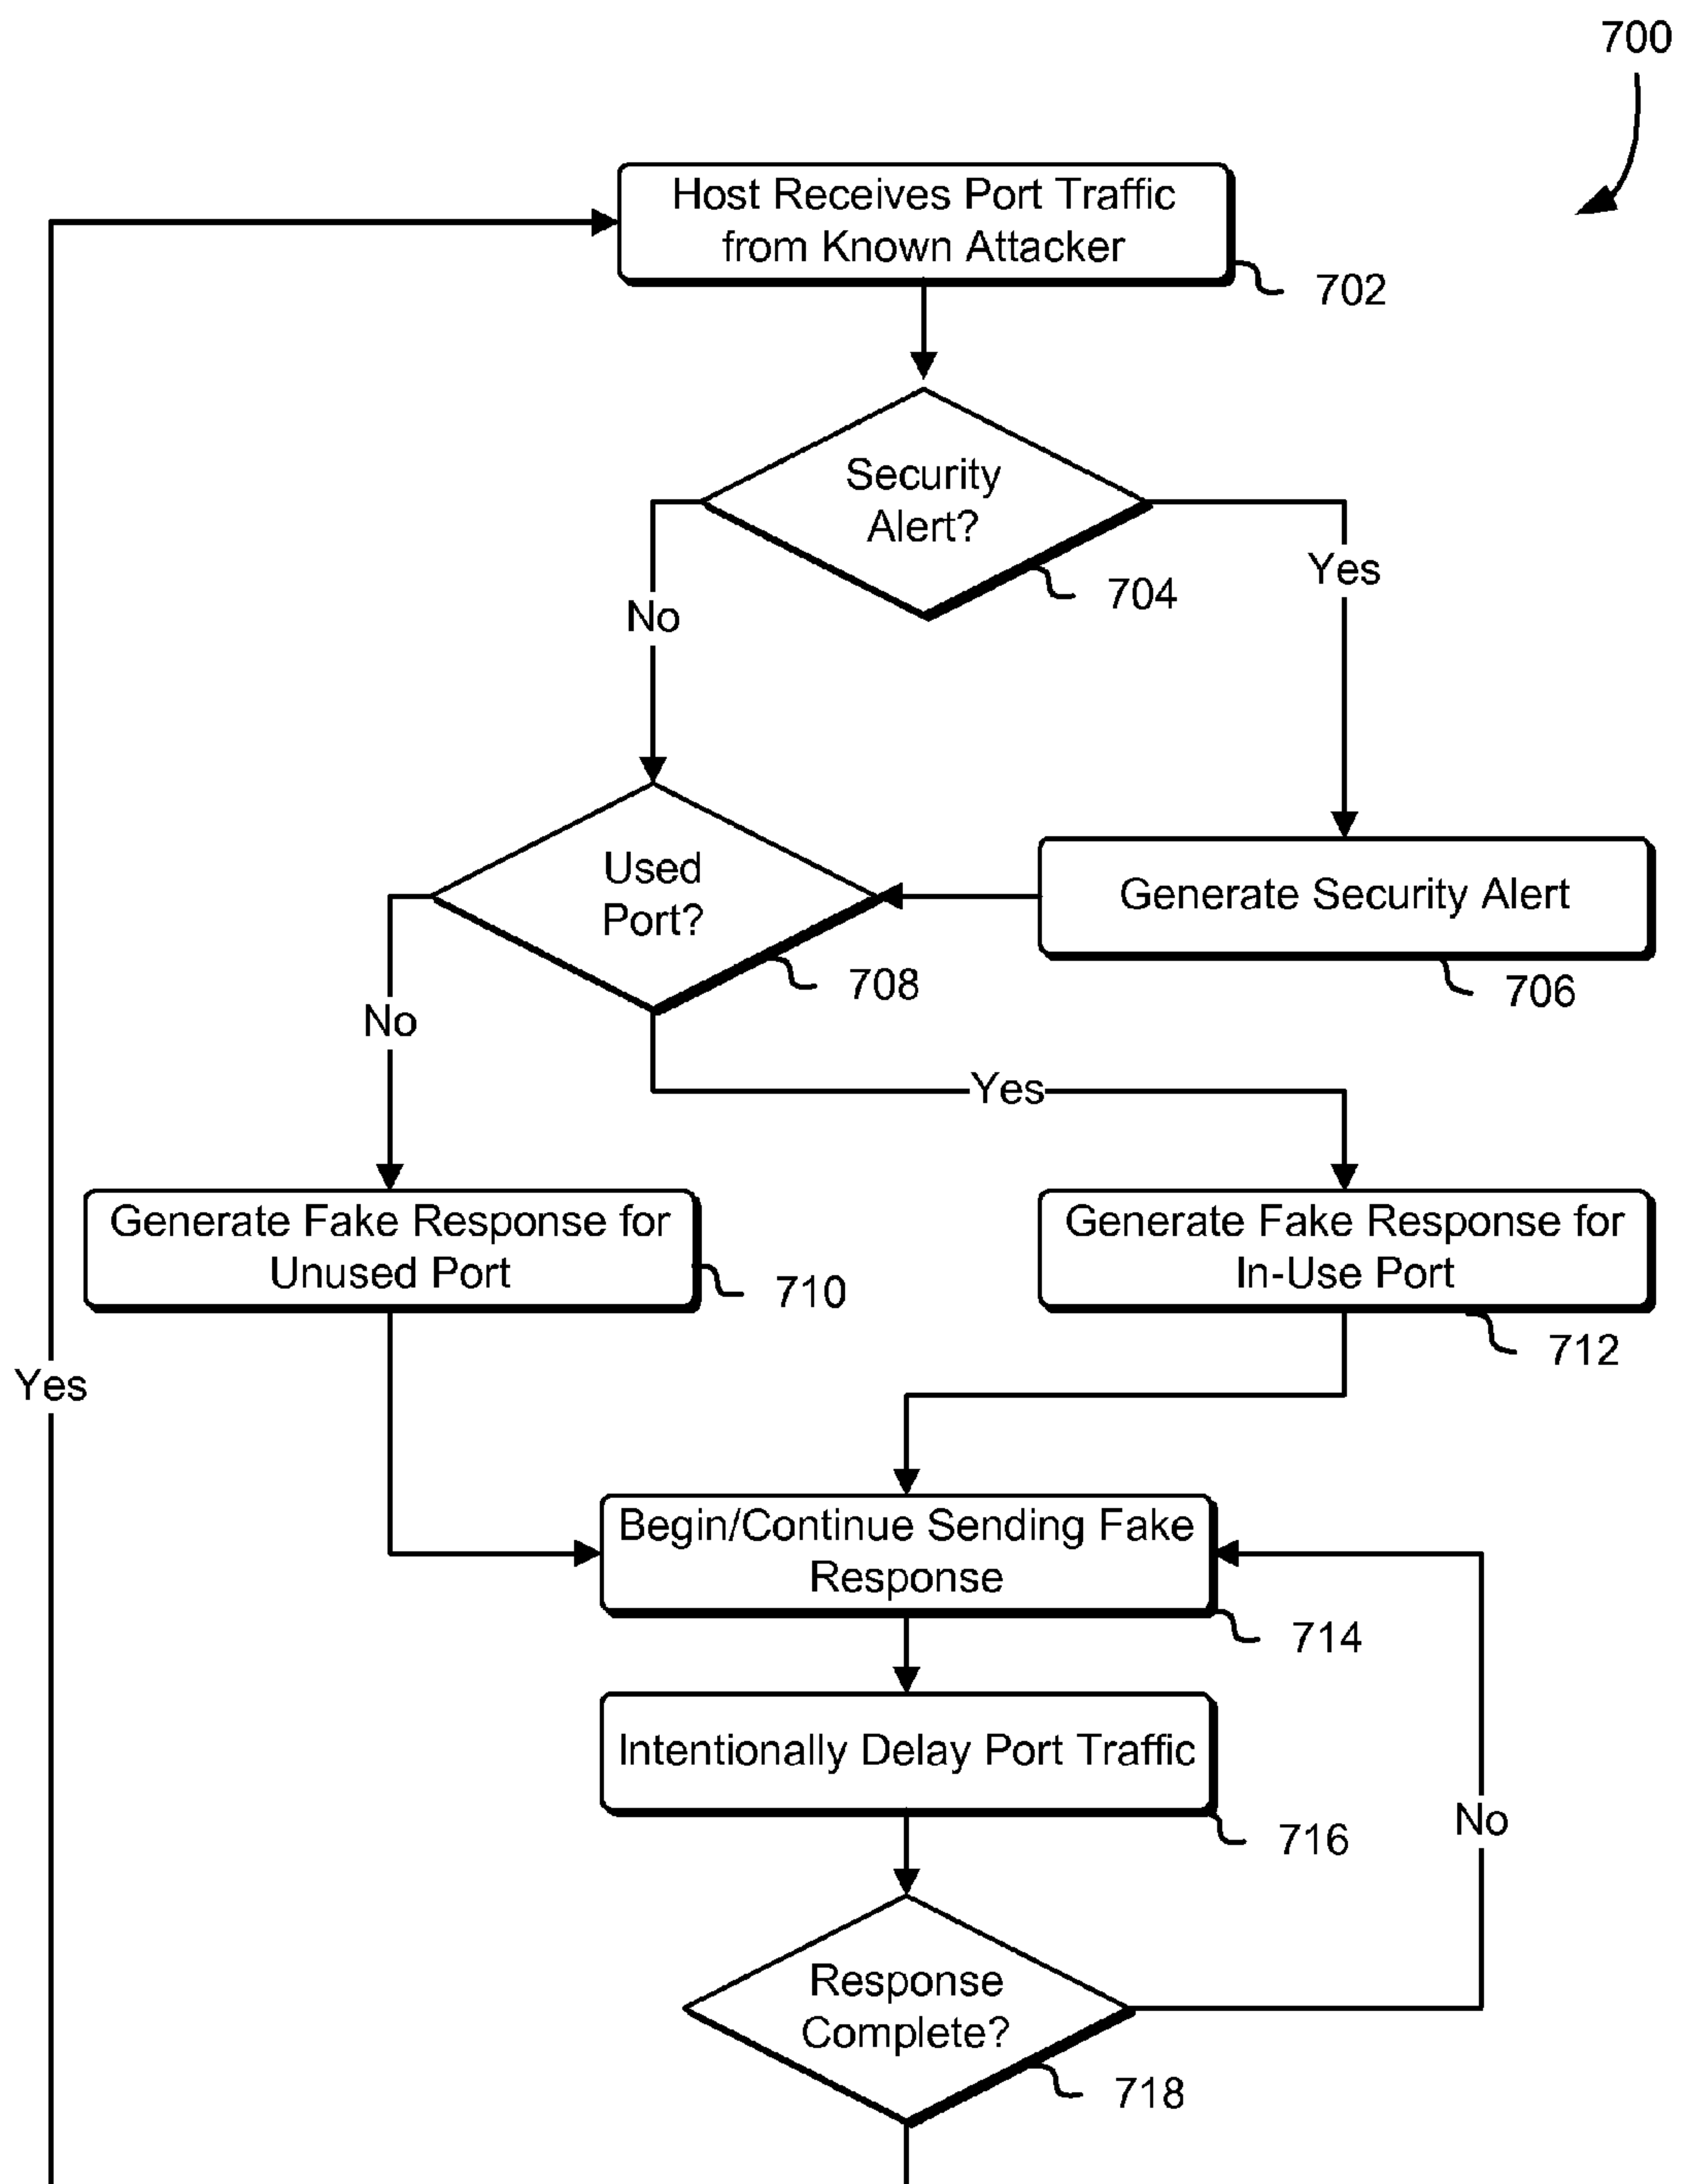 700
Host Receives Port Traffic
from Known Attacker
702
Security
Alert?
704
Yes
No
Used
Port?
708
Generate Security Alert
706
No
Yes
Generate Fake Response for
Unused Port
710
Generate Fake Response for
In-Use Port
712
Yes
Begin/Continue Sending Fake
Response
714
Intentionally Delay Port Traffic
716
No
Response
Complete?
718